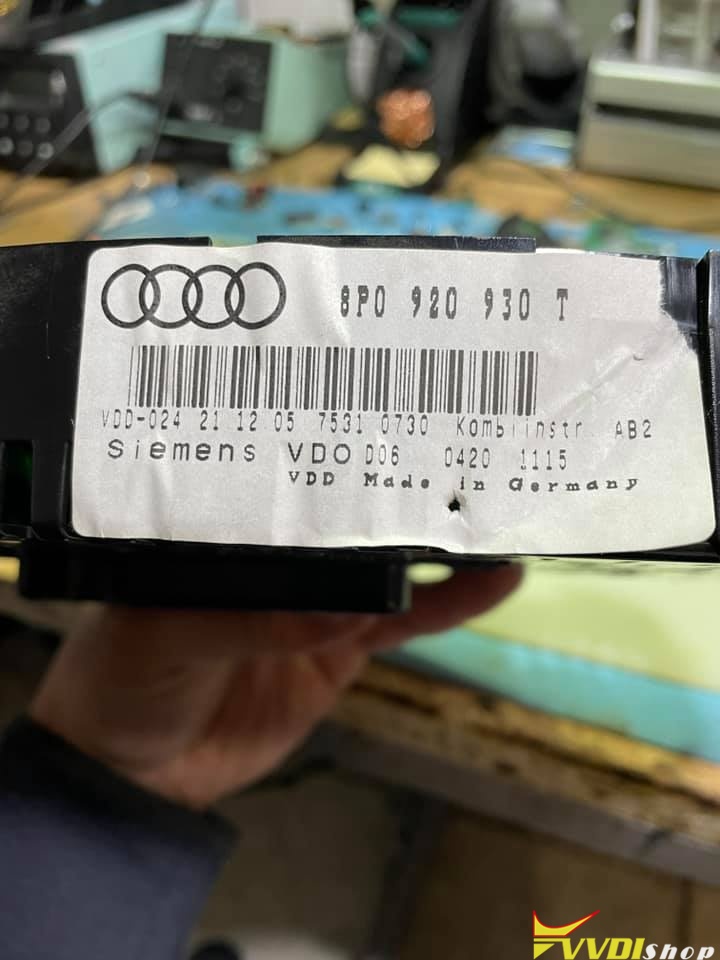 8P0 920 930 T
VDD-024 21 12 05 7531 0730 Kombiinstr. AB2
Siemens VDO D06 0420 1115
VDD Made in Germany
VVDIShop